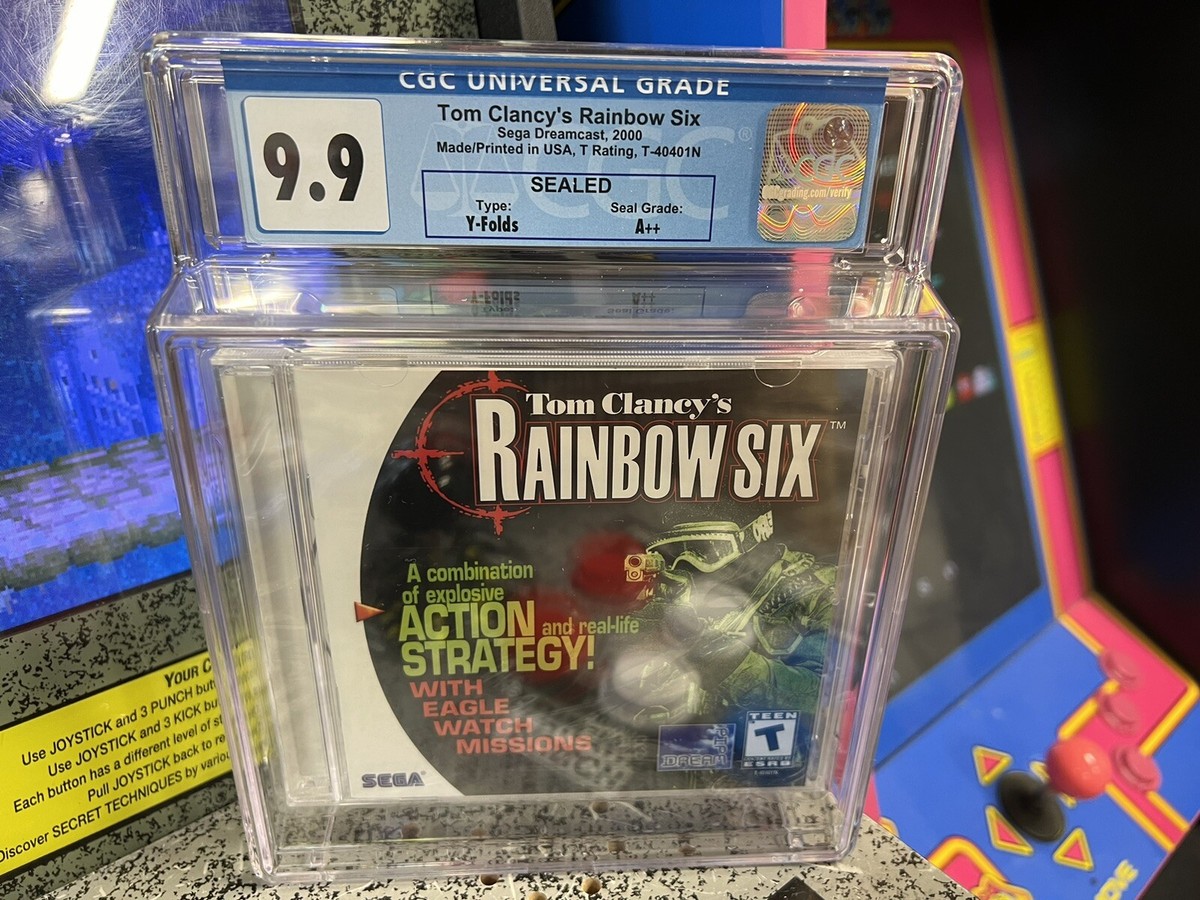 CGC UNIVERSAL GRADE
9.9
Tom Clancy's Rainbow Six
Sega Dreamcast, 2000
Made/Printed in USA, T Rating, T-40401N
SEALED
Type:
Seal Grade:
Y-Folds
A++
CGC
®
Tom Clancy's
RAINBOW SIX
™
A combination
of explosive
ACTION and real-life
STRATEGY!
WITH
EAGLE
WATCH
MISSIONS
SEGA®
TEEN
T
ESRB
YOUR
Use JOYSTICK and 3 PUNCH
Use JOYSTICK and 3 KICK
Each button has a different level of
Pull JOYSTICK back to
Discover SECRET TECHNIQUES by